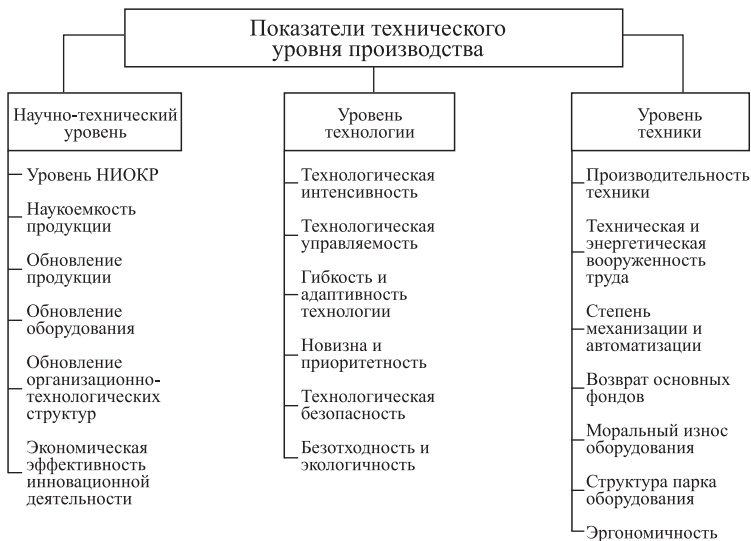 Показатели технического
уровня производства
Научно-технический
уровень
Уровень НИОКР
Наукоемкость
продукции
Обновление
продукции
Обновление
оборудования
Обновление
организационно-
технологических
структур
Экономическая
эффективность
инновационной
деятельности
Уровень
технологии
Технологическая
интенсивность
Технологическая
управляемость
Гибкость и
адаптивность
технологии
Новизна и
приоритетность
Технологическая
безопасность
Безотходность и
экологичность
Уровень
техники
Производительность
техники
Техническая и
энергетическая
вооруженность
труда
Степень
механизации и
автоматизации
Возврат основных
фондов
Моральный износ
оборудования
Структура парка
оборудования
Эргономичность